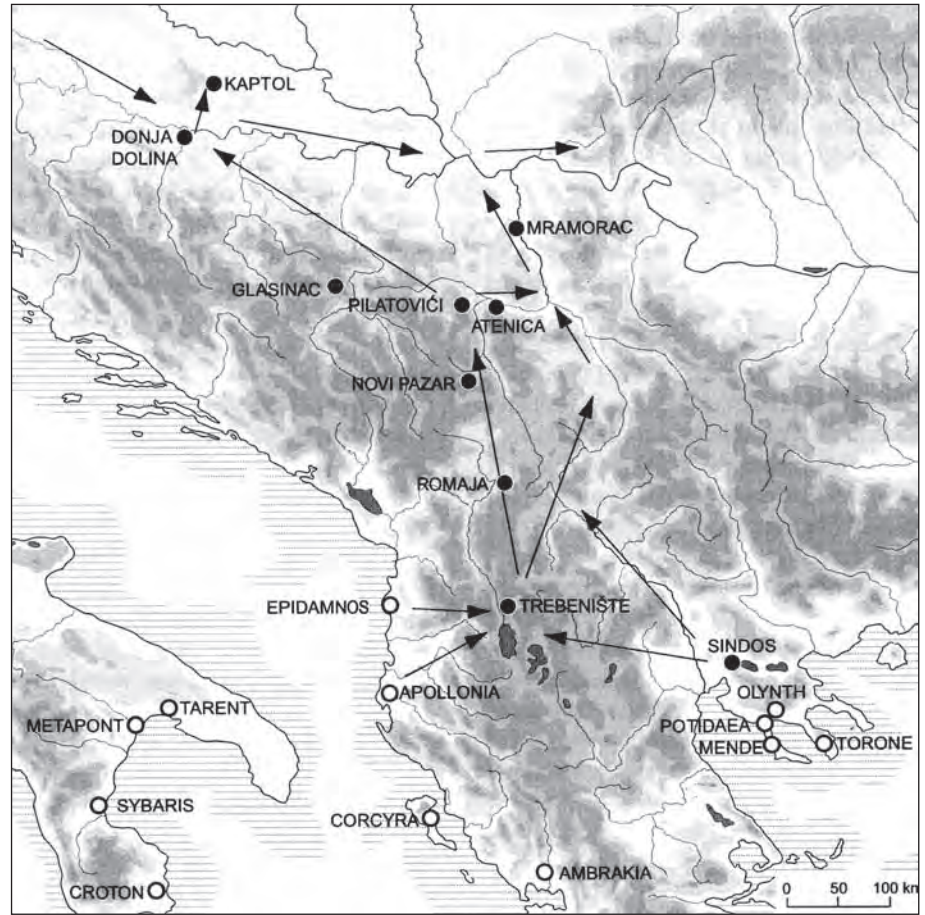 KAPTOL
DONJA
DOLINA
MRAMORAC
GLASINAC
PILATOVIĆI
ATENICA
NOVI PAZAR
ROMAJA
EPIDAMNOS
TREBENIŠTE
SINDOS
APOLLONIA
OLYNTH
TARENT
METAPONT
POTIDAEA
MENDE
TORONE
SYBARIS
CORCYRA
AMBRAKIA
CROTON
0 50 100 km